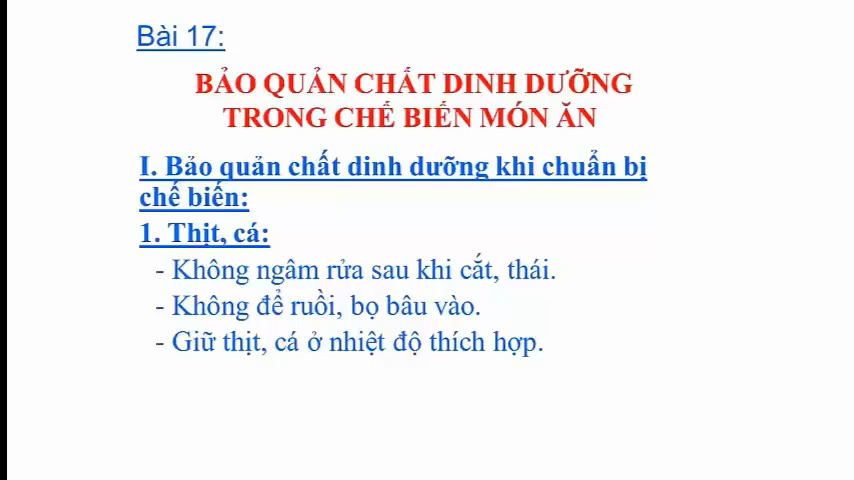 Bài 17:
BẢO QUẢN CHẤT DINH DƯỠNG
TRONG CHẾ BIẾN MÓN ĂN
I. Bảo quản chất dinh dưỡng khi chuẩn bị
chế biến:
1. Thịt, cá:
- Không ngâm rửa sau khi cắt, thái.
- Không để ruồi, bọ bâu vào.
- Giữ thịt, cá ở nhiệt độ thích hợp.